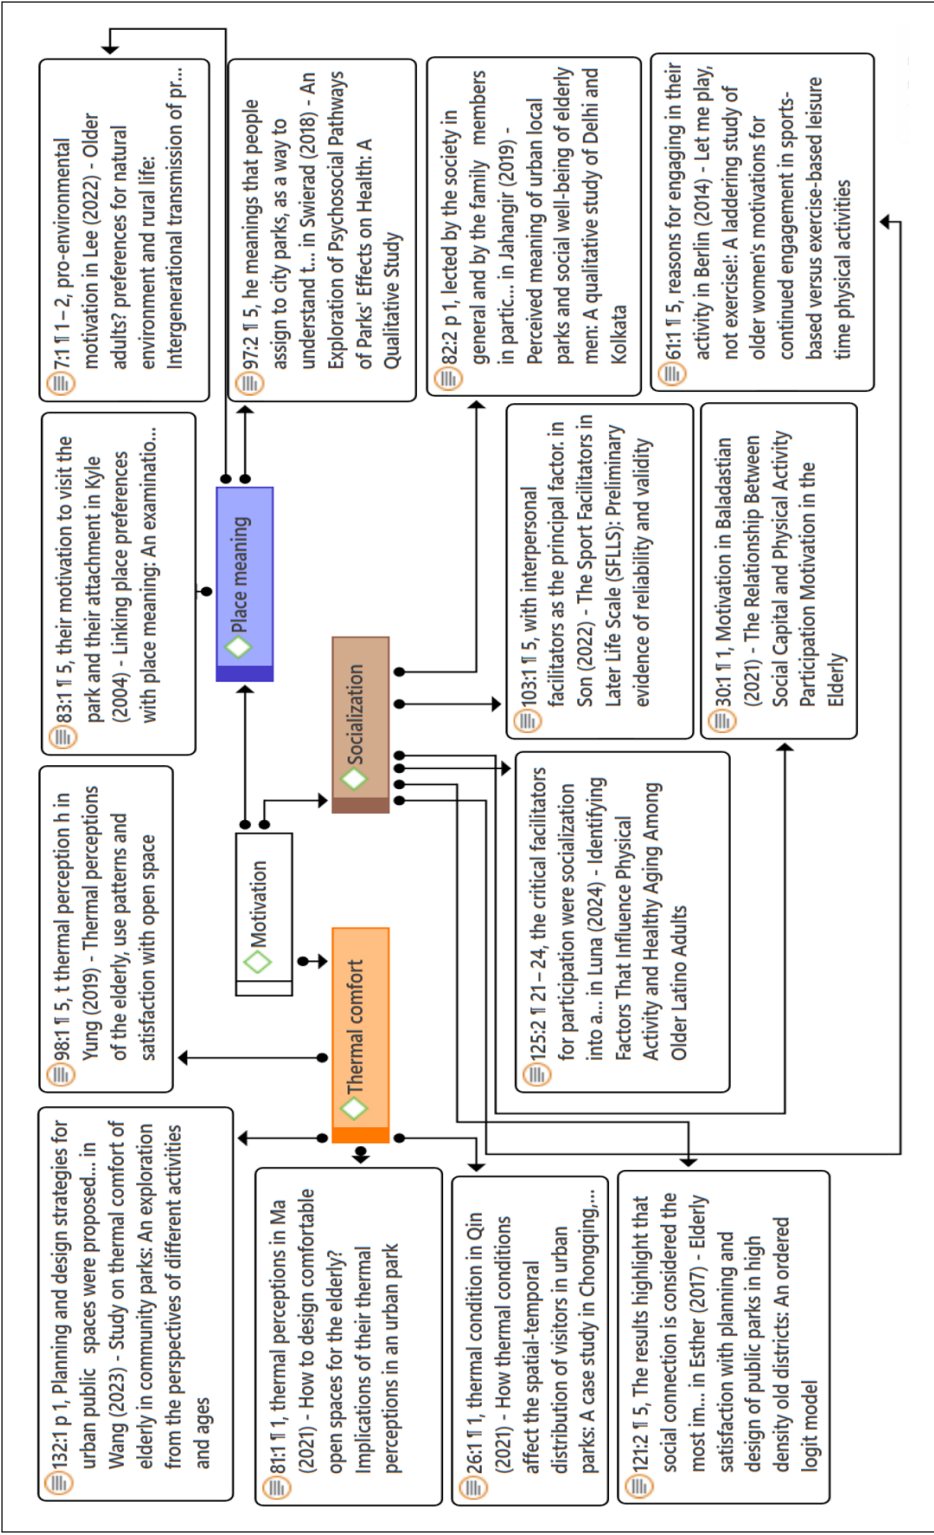 132:1 p 1, Planning and design strategies for
urban public spaces were proposed... in
Wang (2023) - Study on thermal comfort of
elderly in community parks: An exploration
from the perspectives of different activities
and ages
98:1 ¶ 5, t thermal perception h in
Yung (2019) - Thermal perceptions
of the elderly, use patterns and
satisfaction with open space
83:1 ¶ 5, their motivation to visit the
park and their attachment in Kyle
(2004) - Linking place preferences
with place meaning: An examinatio...
7:1 ¶ 1 – 2, pro-environmental
motivation in Lee (2022) - Older
adults? preferences for natural
environment and rural life:
Intergenerational transmission of pr...
Motivation
Place meaning
97:2 ¶ 5, he meanings that people
assign to city parks, as a way to
understand t... in Swierad (2018) - An
Exploration of Psychosocial Pathways
of Parks' Effects on Health: A
Qualitative Study
81:1 ¶ 1, thermal perceptions in Ma
(2021) - How to design comfortable
open spaces for the elderly?
Implications of their thermal
perceptions in an urban park
Thermal comfort
Socialization
82:2 p 1, lected by the society in
general and by the family members
in partic... in Jahangir (2019) -
Perceived meaning of urban local
parks and social well-being of elderly
men: A qualitative study of Delhi and
Kolkata
26:1 ¶ 1, thermal condition in Qin
(2021) - How thermal conditions
affect the spatial-temporal
distribution of visitors in urban
parks: A case study in Chongqing,...
125:2 ¶ 21 – 24, the critical facilitators
for participation were socialization
into a... in Luna (2024) - Identifying
Factors That Influence Physical
Activity and Healthy Aging Among
Older Latino Adults
103:1 ¶ 5, with interpersonal
facilitators as the principal factor. in
Son (2022) - The Sport Facilitators in
Later Life Scale (SFLLS): Preliminary
evidence of reliability and validity
121:2 ¶ 5, The results highlight that
social connection is considered the
most im... in Esther (2017) - Elderly
satisfaction with planning and
design of public parks in high
density old districts: An ordered
logit model
30:1 ¶ 1, Motivation in Baladastian
(2021) - The Relationship Between
Social Capital and Physical Activity
Participation Motivation in the
Elderly
61:1 ¶ 5, reasons for engaging in their
activity in Berlin (2014) - Let me play,
not exercise!: A laddering study of
older women's motivations for
continued engagement in sports-
based versus exercise-based leisure
time physical activities